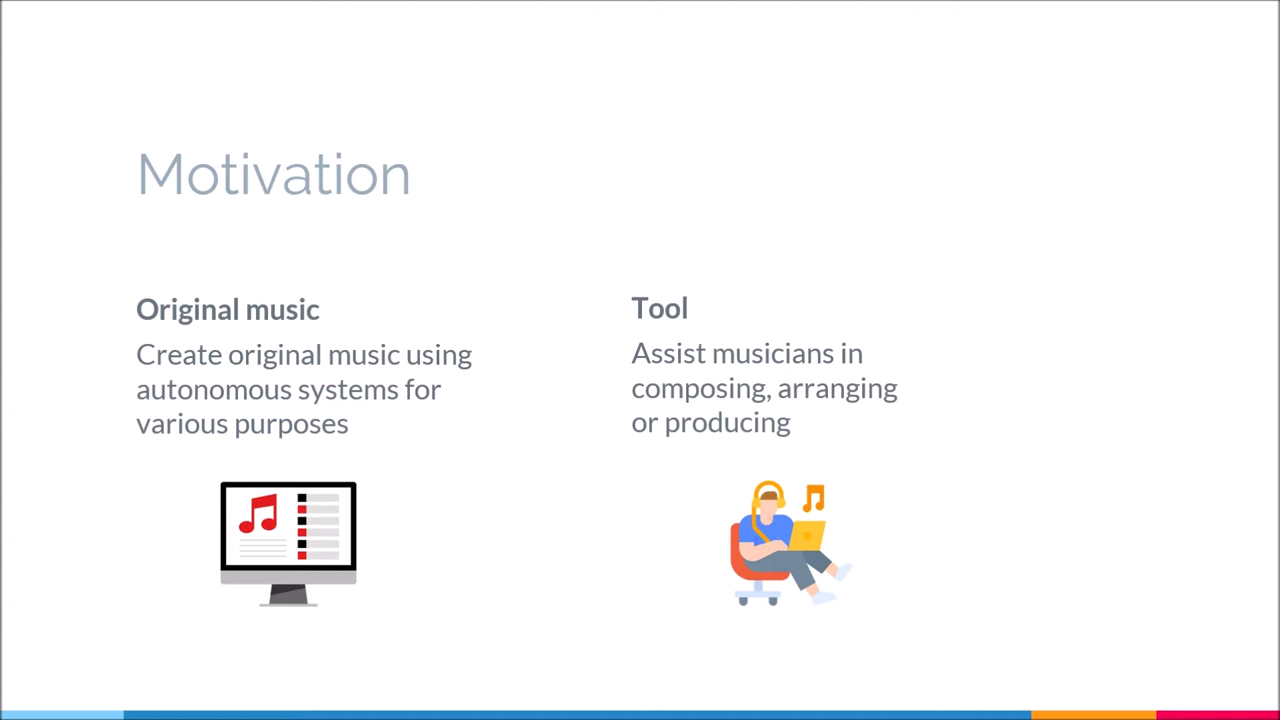 Motivation
Original music
Create original music using
autonomous systems for
various purposes
Tool
Assist musicians in
composing, arranging
or producing